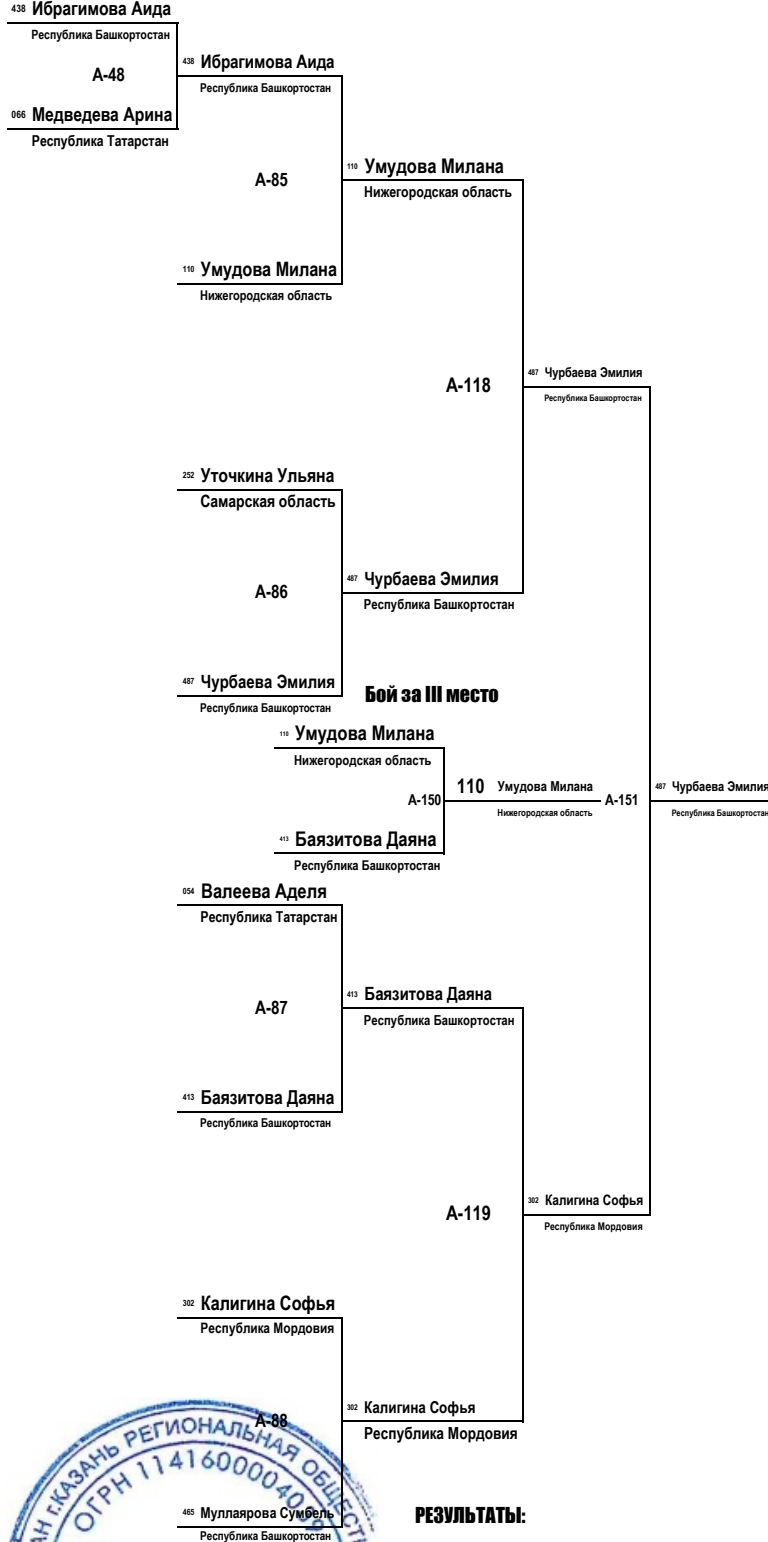 438 Ибрагимова Аида
Республика Башкортостан
А-48
438 Ибрагимова Аида
Республика Башкортостан
066 Медведева Арина
Республика Татарстан
А-85
110 Умудова Милана
Нижегородская область
110 Умудова Милана
Нижегородская область
А-118
487 Чурбаева Эмилия
Республика Башкортостан
252 Уточкина Ульяна
Самарская область
А-86
487 Чурбаева Эмилия
Республика Башкортостан
487 Чурбаева Эмилия
Республика Башкортостан
Бой за III место
110 Умудова Милана
Нижегородская область
А-150
110 Умудова Милана
Нижегородская область
А-151
487 Чурбаева Эмилия
Республика Башкортостан
413 Баязитова Даяна
Республика Башкортостан
054 Валеева Аделя
Республика Татарстан
А-87
413 Баязитова Даяна
Республика Башкортостан
413 Баязитова Даяна
Республика Башкортостан
А-119
302 Калигина Софья
Республика Мордовия
302 Калигина Софья
Республика Мордовия
А-88
302 Калигина Софья
Республика Мордовия
465 Муллаярова Сумбель
Республика Башкортостан
РЕЗУЛЬТАТЫ:
г.КАЗАНЬ РЕГИОНАЛЬНАЯ
ОГРН 11416000040